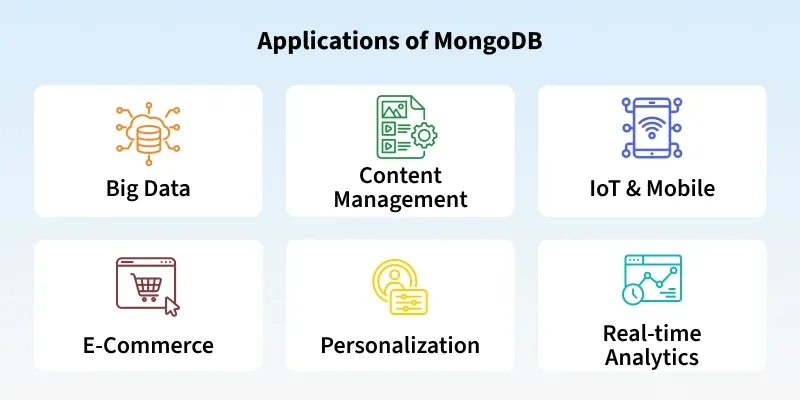 Applications of MongoDB
Big Data
Content
Management
IoT & Mobile
E-Commerce
Personalization
Real-time
Analytics